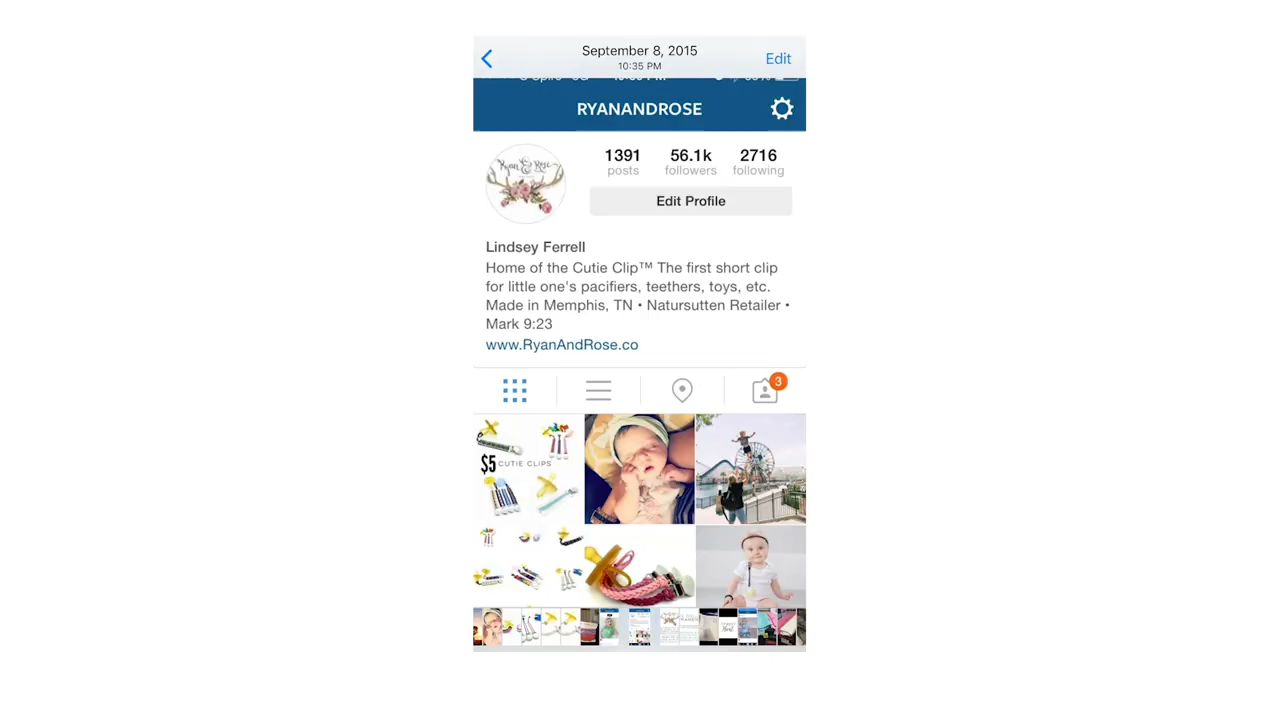 September 8, 2015
10:35 PM
Edit
RYANANDROSE
Ryan & Rose
1391
56.1k
2716
posts
followers
following
Edit Profile
Lindsey Ferrell
Home of the Cutie Clip™ The first short clip
for little one's pacifiers, teethers, toys, etc.
Made in Memphis, TN • Natursutten Retailer •
Mark 9:23
www.RyanAndRose.co
3
$5 CUTIE CLIPS